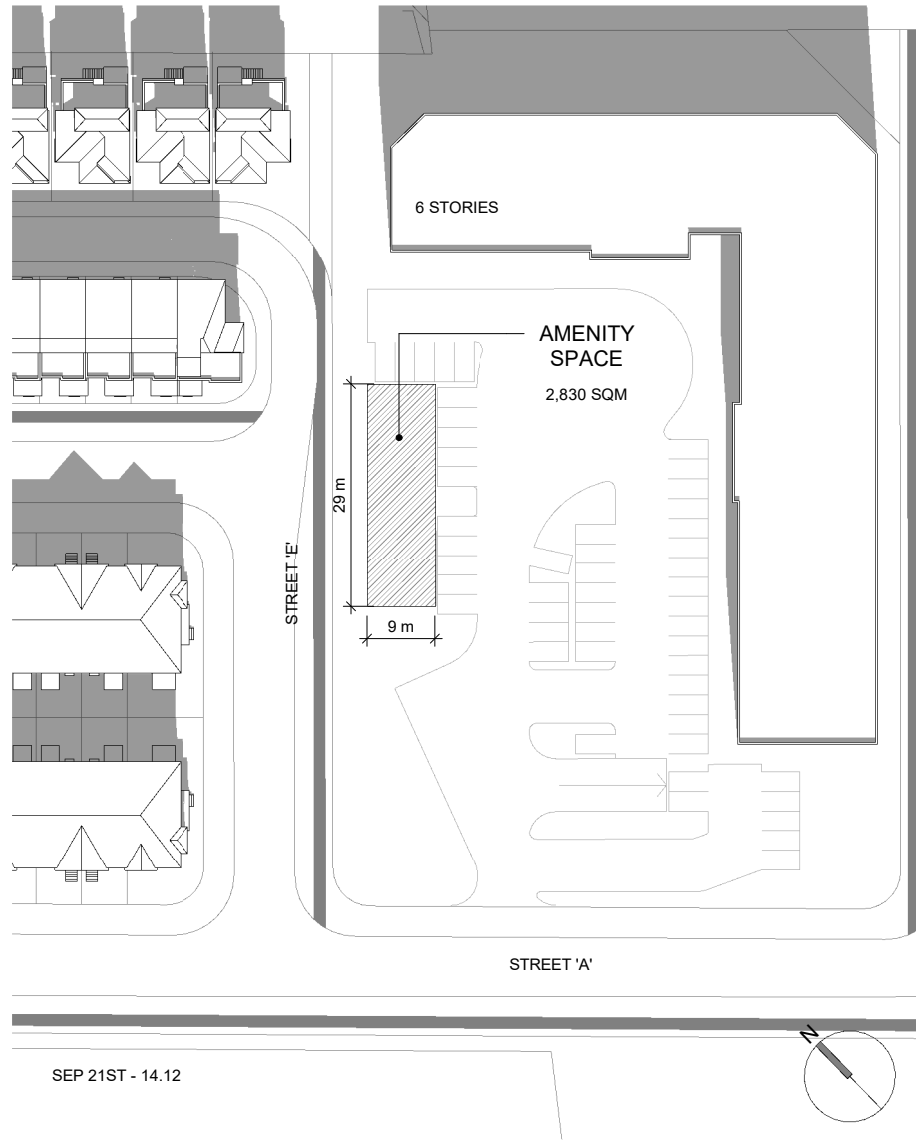 6 STORIES
AMENITY
SPACE
2,830 SQM
29 m
9 m
STREET 'E'
STREET 'A'
N
SEP 21ST - 14.12